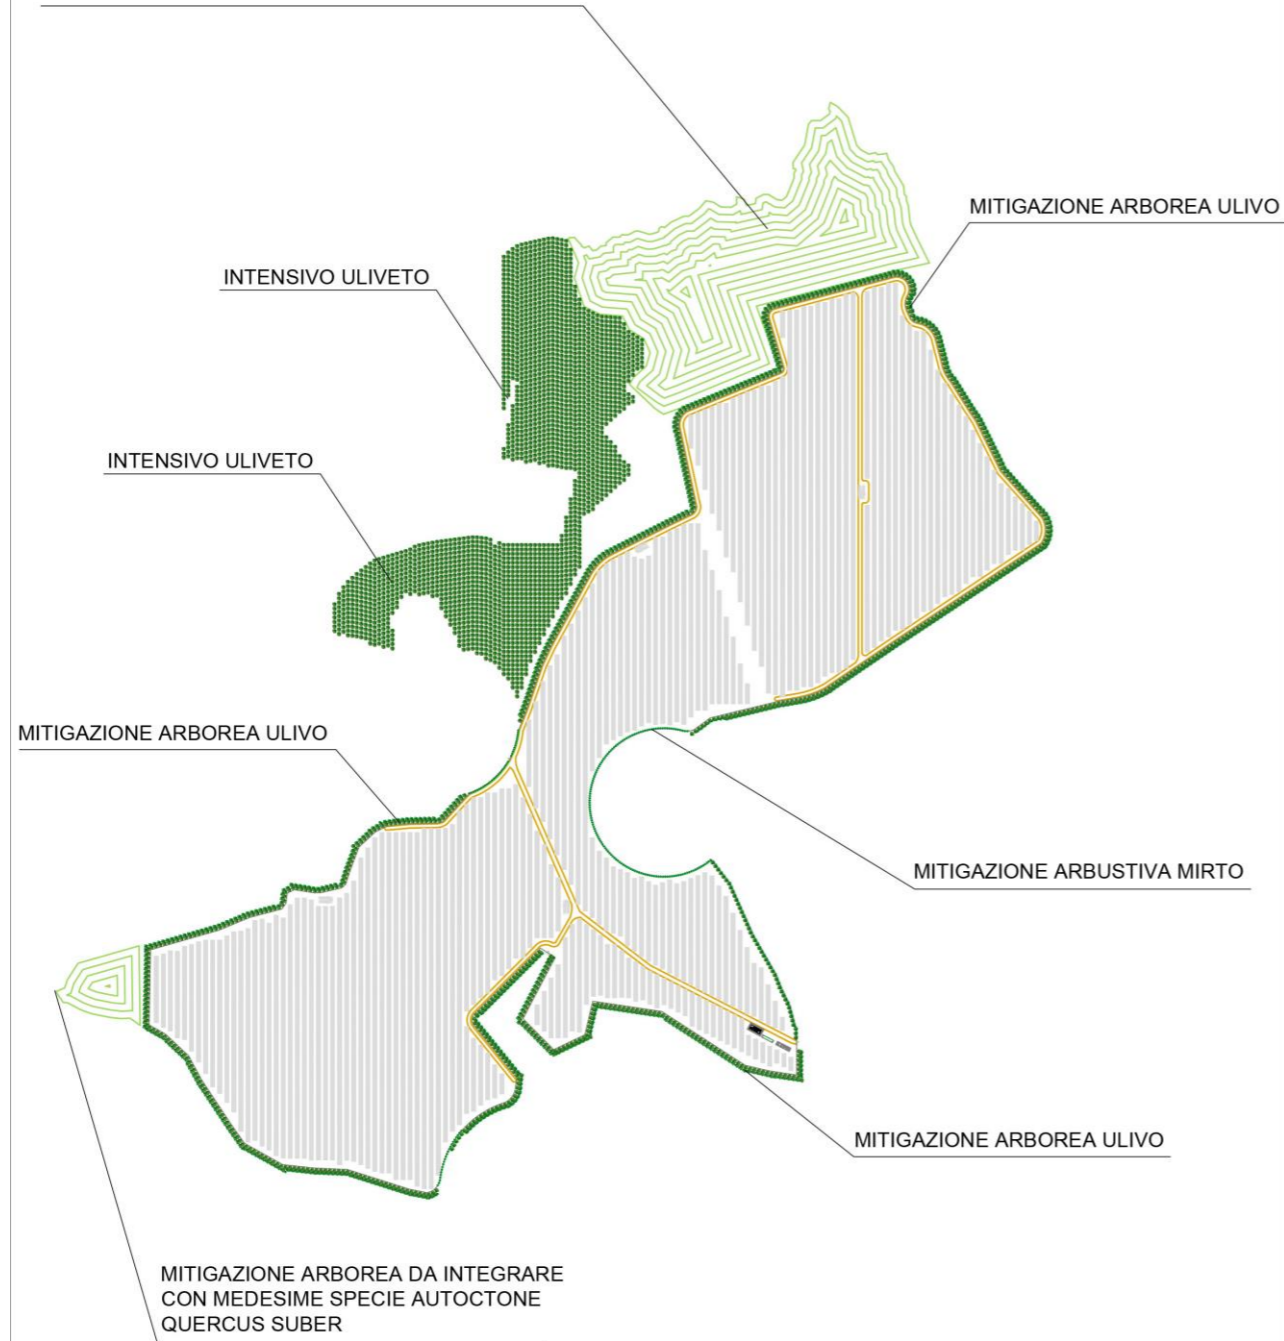 MITIGAZIONE ARBOREA ULIVO
INTENSIVO ULIVETO
INTENSIVO ULIVETO
MITIGAZIONE ARBOREA ULIVO
MITIGAZIONE ARBUSTIVA MIRTO
MITIGAZIONE ARBOREA ULIVO
MITIGAZIONE ARBOREA DA INTEGRARE
CON MEDESIME SPECIE AUTOCTONE
QUERCUS SUBER